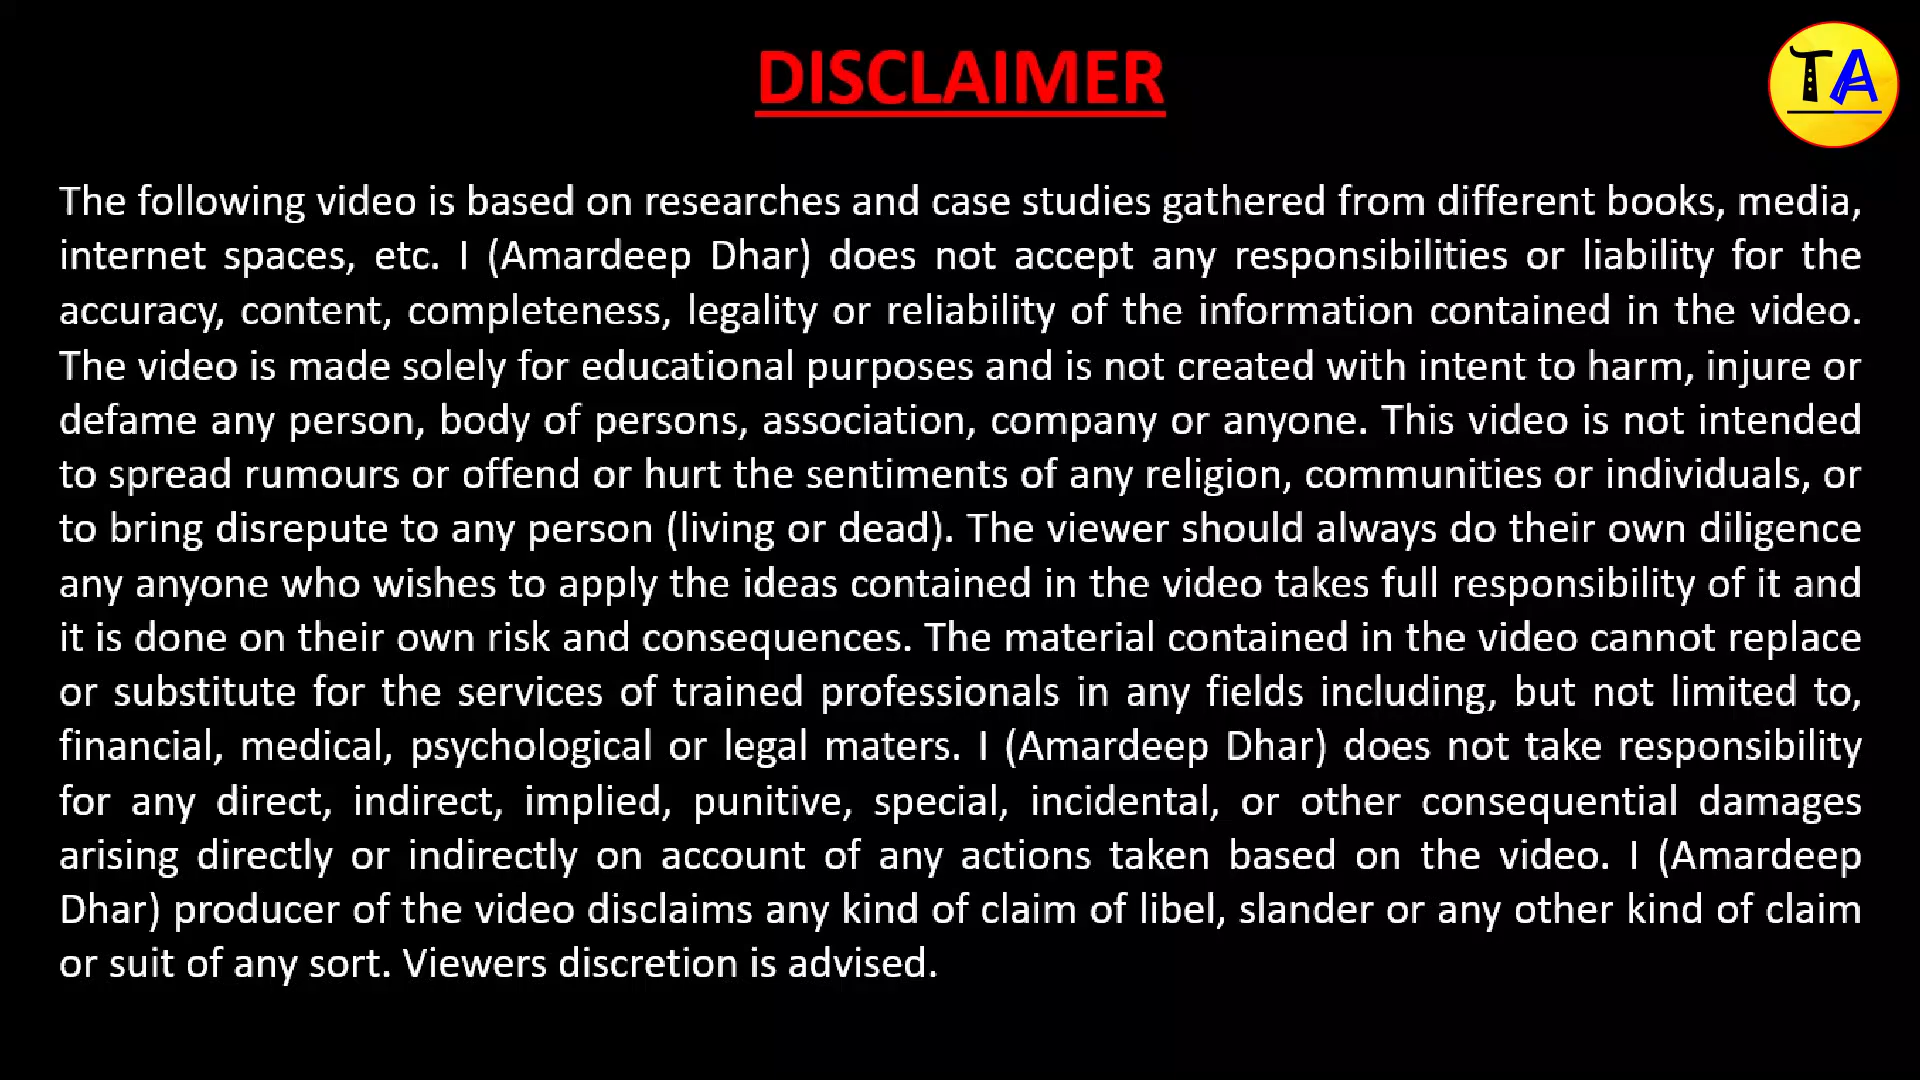 DISCLAIMER
TA
The following video is based on researches and case studies gathered from different books, media,
internet spaces, etc. I (Amardeep Dhar) does not accept any responsibilities or liability for the
accuracy, content, completeness, legality or reliability of the information contained in the video.
The video is made solely for educational purposes and is not created with intent to harm, injure or
defame any person, body of persons, association, company or anyone. This video is not intended
to spread rumours or offend or hurt the sentiments of any religion, communities or individuals, or
to bring disrepute to any person (living or dead). The viewer should always do their own diligence
any anyone who wishes to apply the ideas contained in the video takes full responsibility of it and
it is done on their own risk and consequences. The material contained in the video cannot replace
or substitute for the services of trained professionals in any fields including, but not limited to,
financial, medical, psychological or legal maters. I (Amardeep Dhar) does not take responsibility
for any direct, indirect, implied, punitive, special, incidental, or other consequential damages
arising directly or indirectly on account of any actions taken based on the video. I (Amardeep
Dhar) producer of the video disclaims any kind of claim of libel, slander or any other kind of claim
or suit of any sort. Viewers discretion is advised.